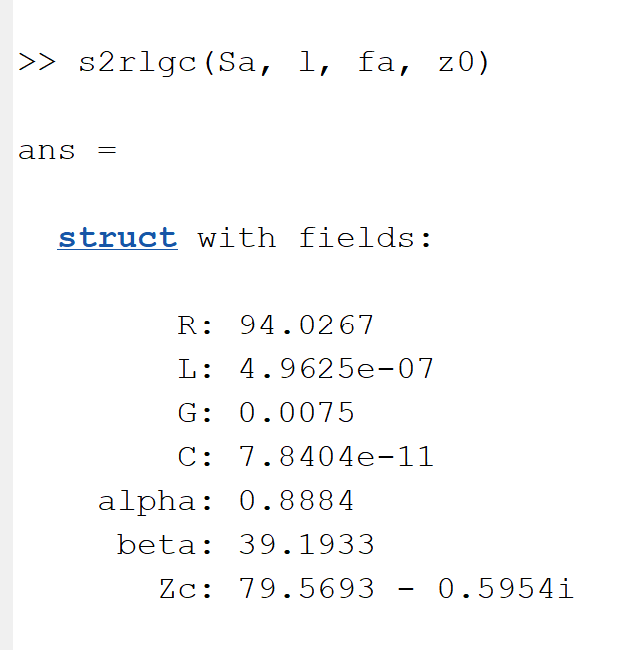 >> s2rlgc(Sa, l, fa, z0)
ans =
struct with fields:
R: 94.0267
L: 4.9625e-07
G: 0.0075
C: 7.8404e-11
alpha: 0.8884
beta: 39.1933
Zc: 79.5693 - 0.5954i